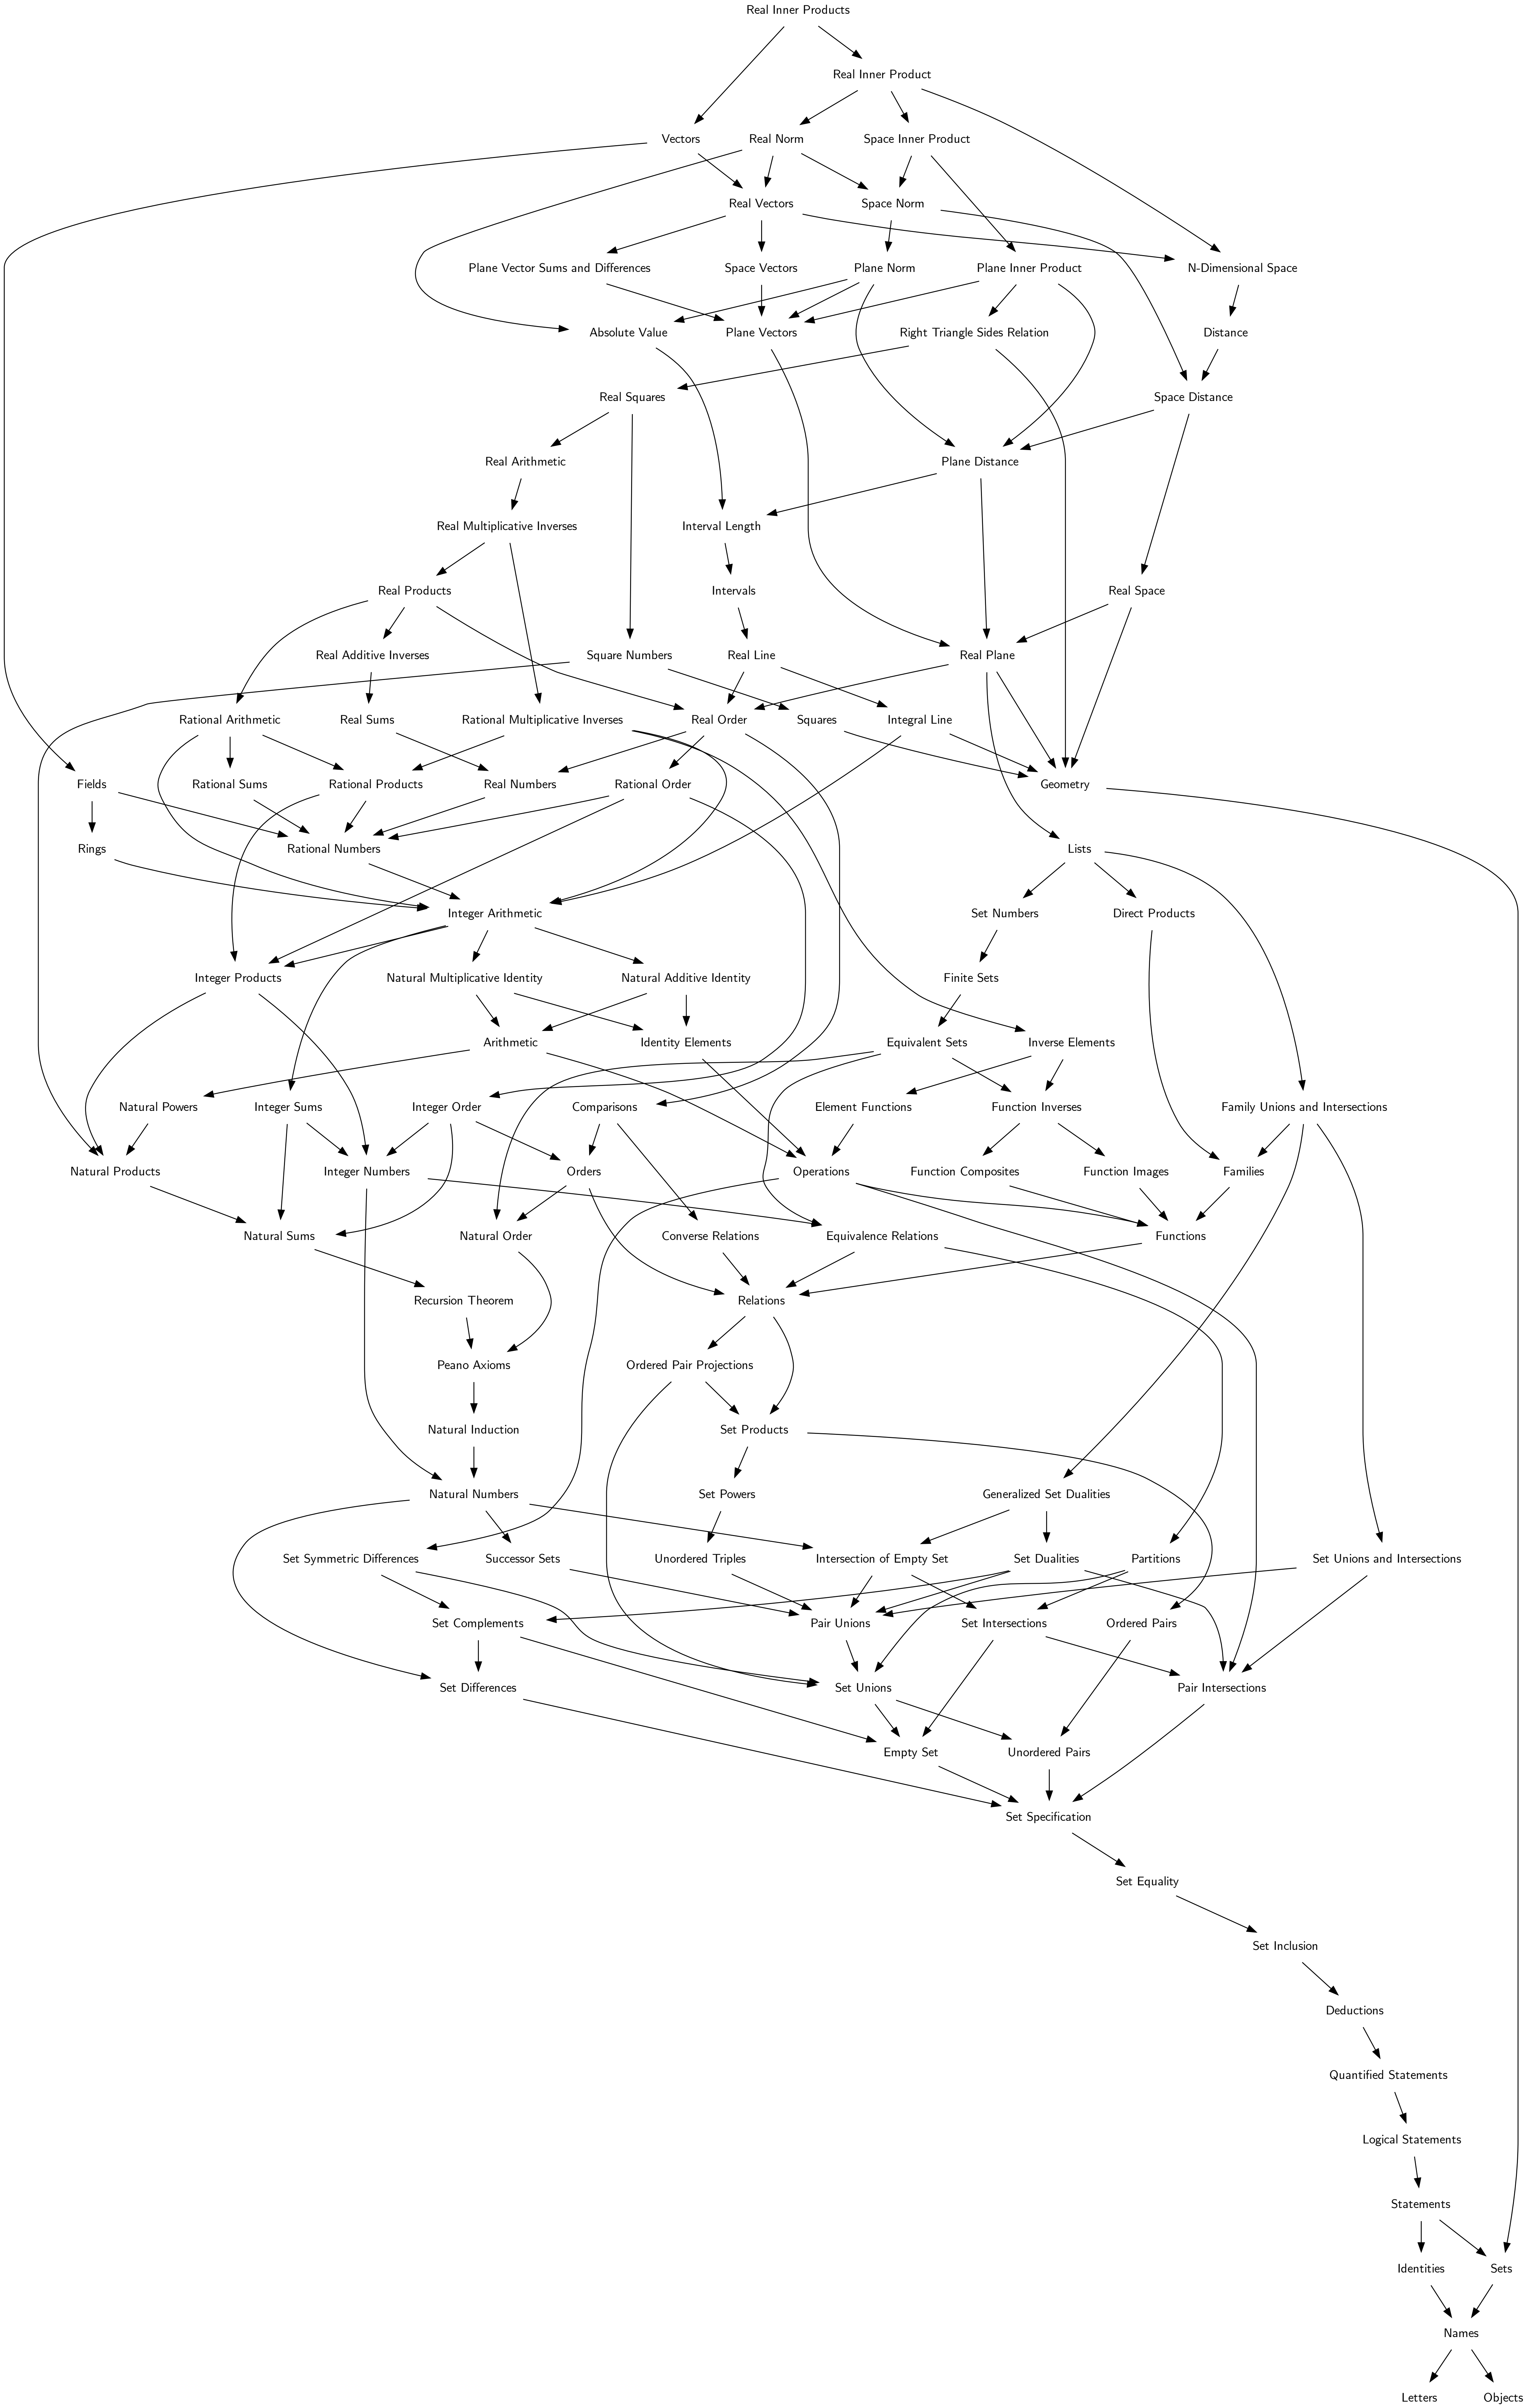 Real Inner Products
Real Inner Product
Vectors
Real Norm
Space Inner Product
Real Vectors
Space Norm
Plane Vector Sums and Differences
Space Vectors
Plane Norm
Plane Inner Product
N-Dimensional Space
Absolute Value
Plane Vectors
Right Triangle Sides Relation
Distance
Real Squares
Space Distance
Real Arithmetic
Plane Distance
Real Multiplicative Inverses
Interval Length
Real Products
Intervals
Real Space
Real Additive Inverses
Square Numbers
Real Line
Real Plane
Rational Arithmetic
Real Sums
Rational Multiplicative Inverses
Real Order
Squares
Integral Line
Fields
Rational Sums
Rational Products
Real Numbers
Rational Order
Geometry
Rings
Rational Numbers
Lists
Integer Arithmetic
Set Numbers
Direct Products
Integer Products
Natural Multiplicative Identity
Natural Additive Identity
Finite Sets
Arithmetic
Identity Elements
Equivalent Sets
Inverse Elements
Natural Powers
Integer Sums
Integer Order
Comparisons
Element Functions
Function Inverses
Family Unions and Intersections
Natural Products
Integer Numbers
Orders
Operations
Function Composites
Function Images
Families
Natural Sums
Natural Order
Converse Relations
Equivalence Relations
Functions
Recursion Theorem
Relations
Peano Axioms
Ordered Pair Projections
Natural Induction
Set Products
Natural Numbers
Set Powers
Generalized Set Dualities
Set Symmetric Differences
Successor Sets
Unordered Triples
Intersection of Empty Set
Set Dualities
Partitions
Set Unions and Intersections
Set Complements
Pair Unions
Set Intersections
Ordered Pairs
Set Differences
Set Unions
Pair Intersections
Empty Set
Unordered Pairs
Set Specification
Set Equality
Set Inclusion
Deductions
Quantified Statements
Logical Statements
Statements
Identities
Sets
Names
Letters
Objects